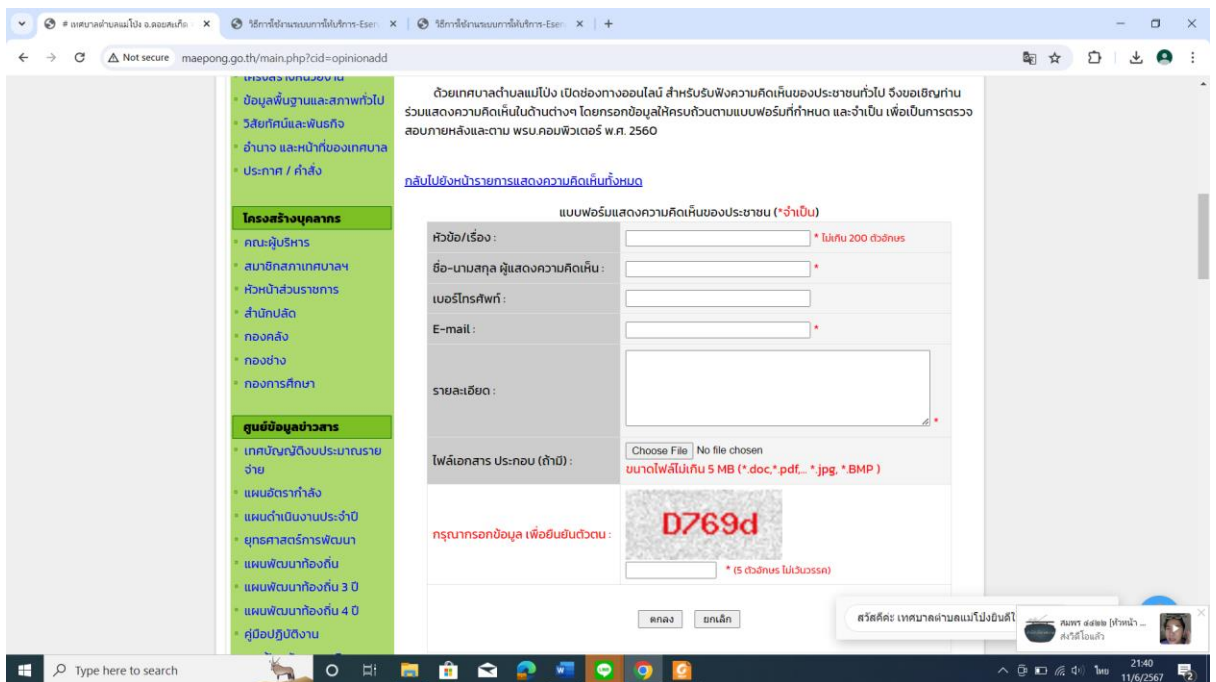 # เทศบาลตำบลแม่โป่ง อ.ดอยสะเก็ด
วิธีการใช้งานระบบการให้บริการ-Eser
วิธีการใช้งานระบบการให้บริการ-Eser
Not secure maepong.go.th/main.php?cid=opinionadd
โครงสร้างหน่วยงาน
ข้อมูลพื้นฐานและสภาพทั่วไป
วิสัยทัศน์และพันธกิจ
อำนาจ และหน้าที่ของเทศบาล
ประกาศ / คำสั่ง
โครงสร้างบุคลากร
คณะผู้บริหาร
สมาชิกสภาเทศบาลฯ
หัวหน้าส่วนราชการ
สำนักปลัด
กองคลัง
กองช่าง
กองการศึกษา
ศูนย์ข้อมูลข่าวสาร
เทศบัญญัติงบประมาณราย
จ่าย
แผนอัตรากำลัง
แผนดำเนินงานประจำปี
ยุทธศาสตร์การพัฒนา
แผนพัฒนาท้องถิ่น
แผนพัฒนาท้องถิ่น 3 ปี
แผนพัฒนาท้องถิ่น 4 ปี
คู่มือปฏิบัติงาน
ด้วยเทศบาลตำบลแม่โป่ง เปิดช่องทางออนไลน์ สำหรับรับฟังความคิดเห็นของประชาชนทั่วไป จึงขอเชิญท่าน
ร่วมแสดงความคิดเห็นในด้านต่างๆ โดยกรอกข้อมูลให้ครบถ้วนตามแบบฟอร์มที่กำหนด และจำเป็น เพื่อเป็นการตรวจ
สอบภายหลังและตาม พรบ.คอมพิวเตอร์ พ.ศ. 2560
กลับไปยังหน้ารายการแสดงความคิดเห็นทั้งหมด
แบบฟอร์มแสดงความคิดเห็นของประชาชน (*จำเป็น)
หัวข้อ/เรื่อง : * ไม่เกิน 200 ตัวอักษร
ชื่อ-นามสกุล ผู้แสดงความคิดเห็น : *
เบอร์โทรศัพท์ :
E-mail : *
รายละเอียด : *
ไฟล์เอกสาร ประกอบ (ถ้ามี) : Choose File No file chosen
ขนาดไฟล์ไม่เกิน 5 MB (*.doc,*.pdf,.. *.jpg, *.BMP )
D769d
กรุณากรอกข้อมูล เพื่อยืนยันตัวตน :
* (5 ตัวอักษร ไม่เว้นวรรค)
ตกลง ยกเลิก
สวัสดีค่ะ เทศบาลตำบลแม่โป่งยินดีใ
ส่งวิดีโอแล้ว
Type here to search
ไทย
21:40
11/6/2567